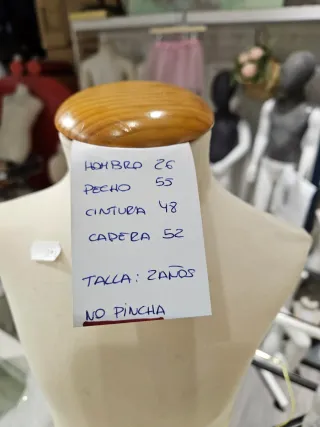 HOMBRO 26
PECHO 55
CINTURA 48
CADERA 52
TALLA: 2AÑOS
NO PINCHA